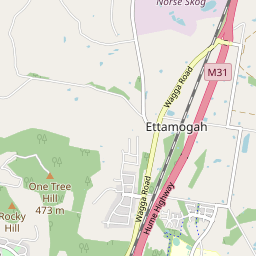 Norse Skog
M31
Wagga Road
Ettamogah
One Tree
Hill
473 m
Wagga Road
Hume Highway
Rocky
Hill